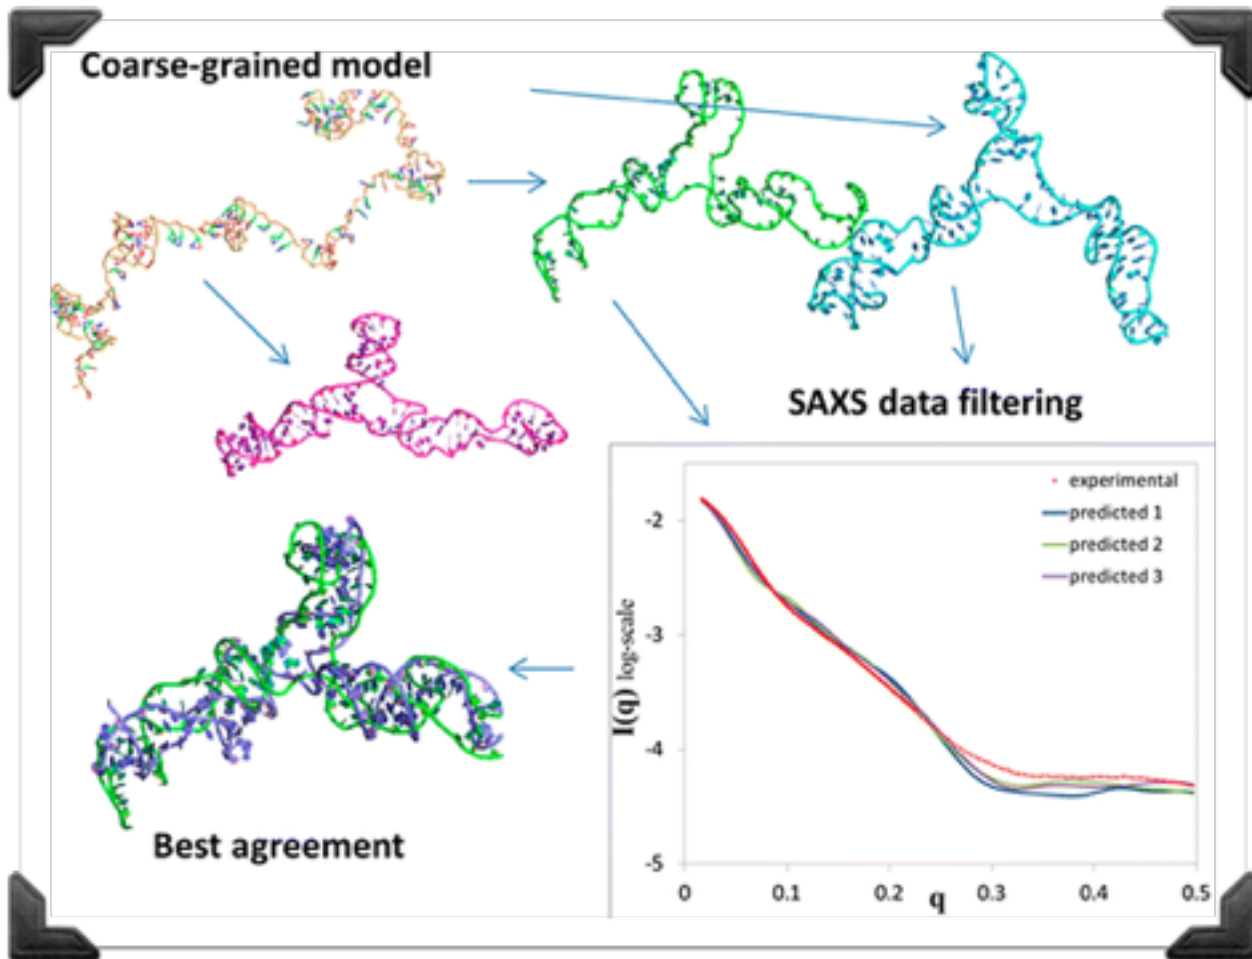 Coarse-grained model
SAXS data filtering
experimental
predicted 1
predicted 2
predicted 3
-2
-3
-4
-5
I(q) log-scale
0 0.1 0.2 0.3 0.4 0.5
q
Best agreement